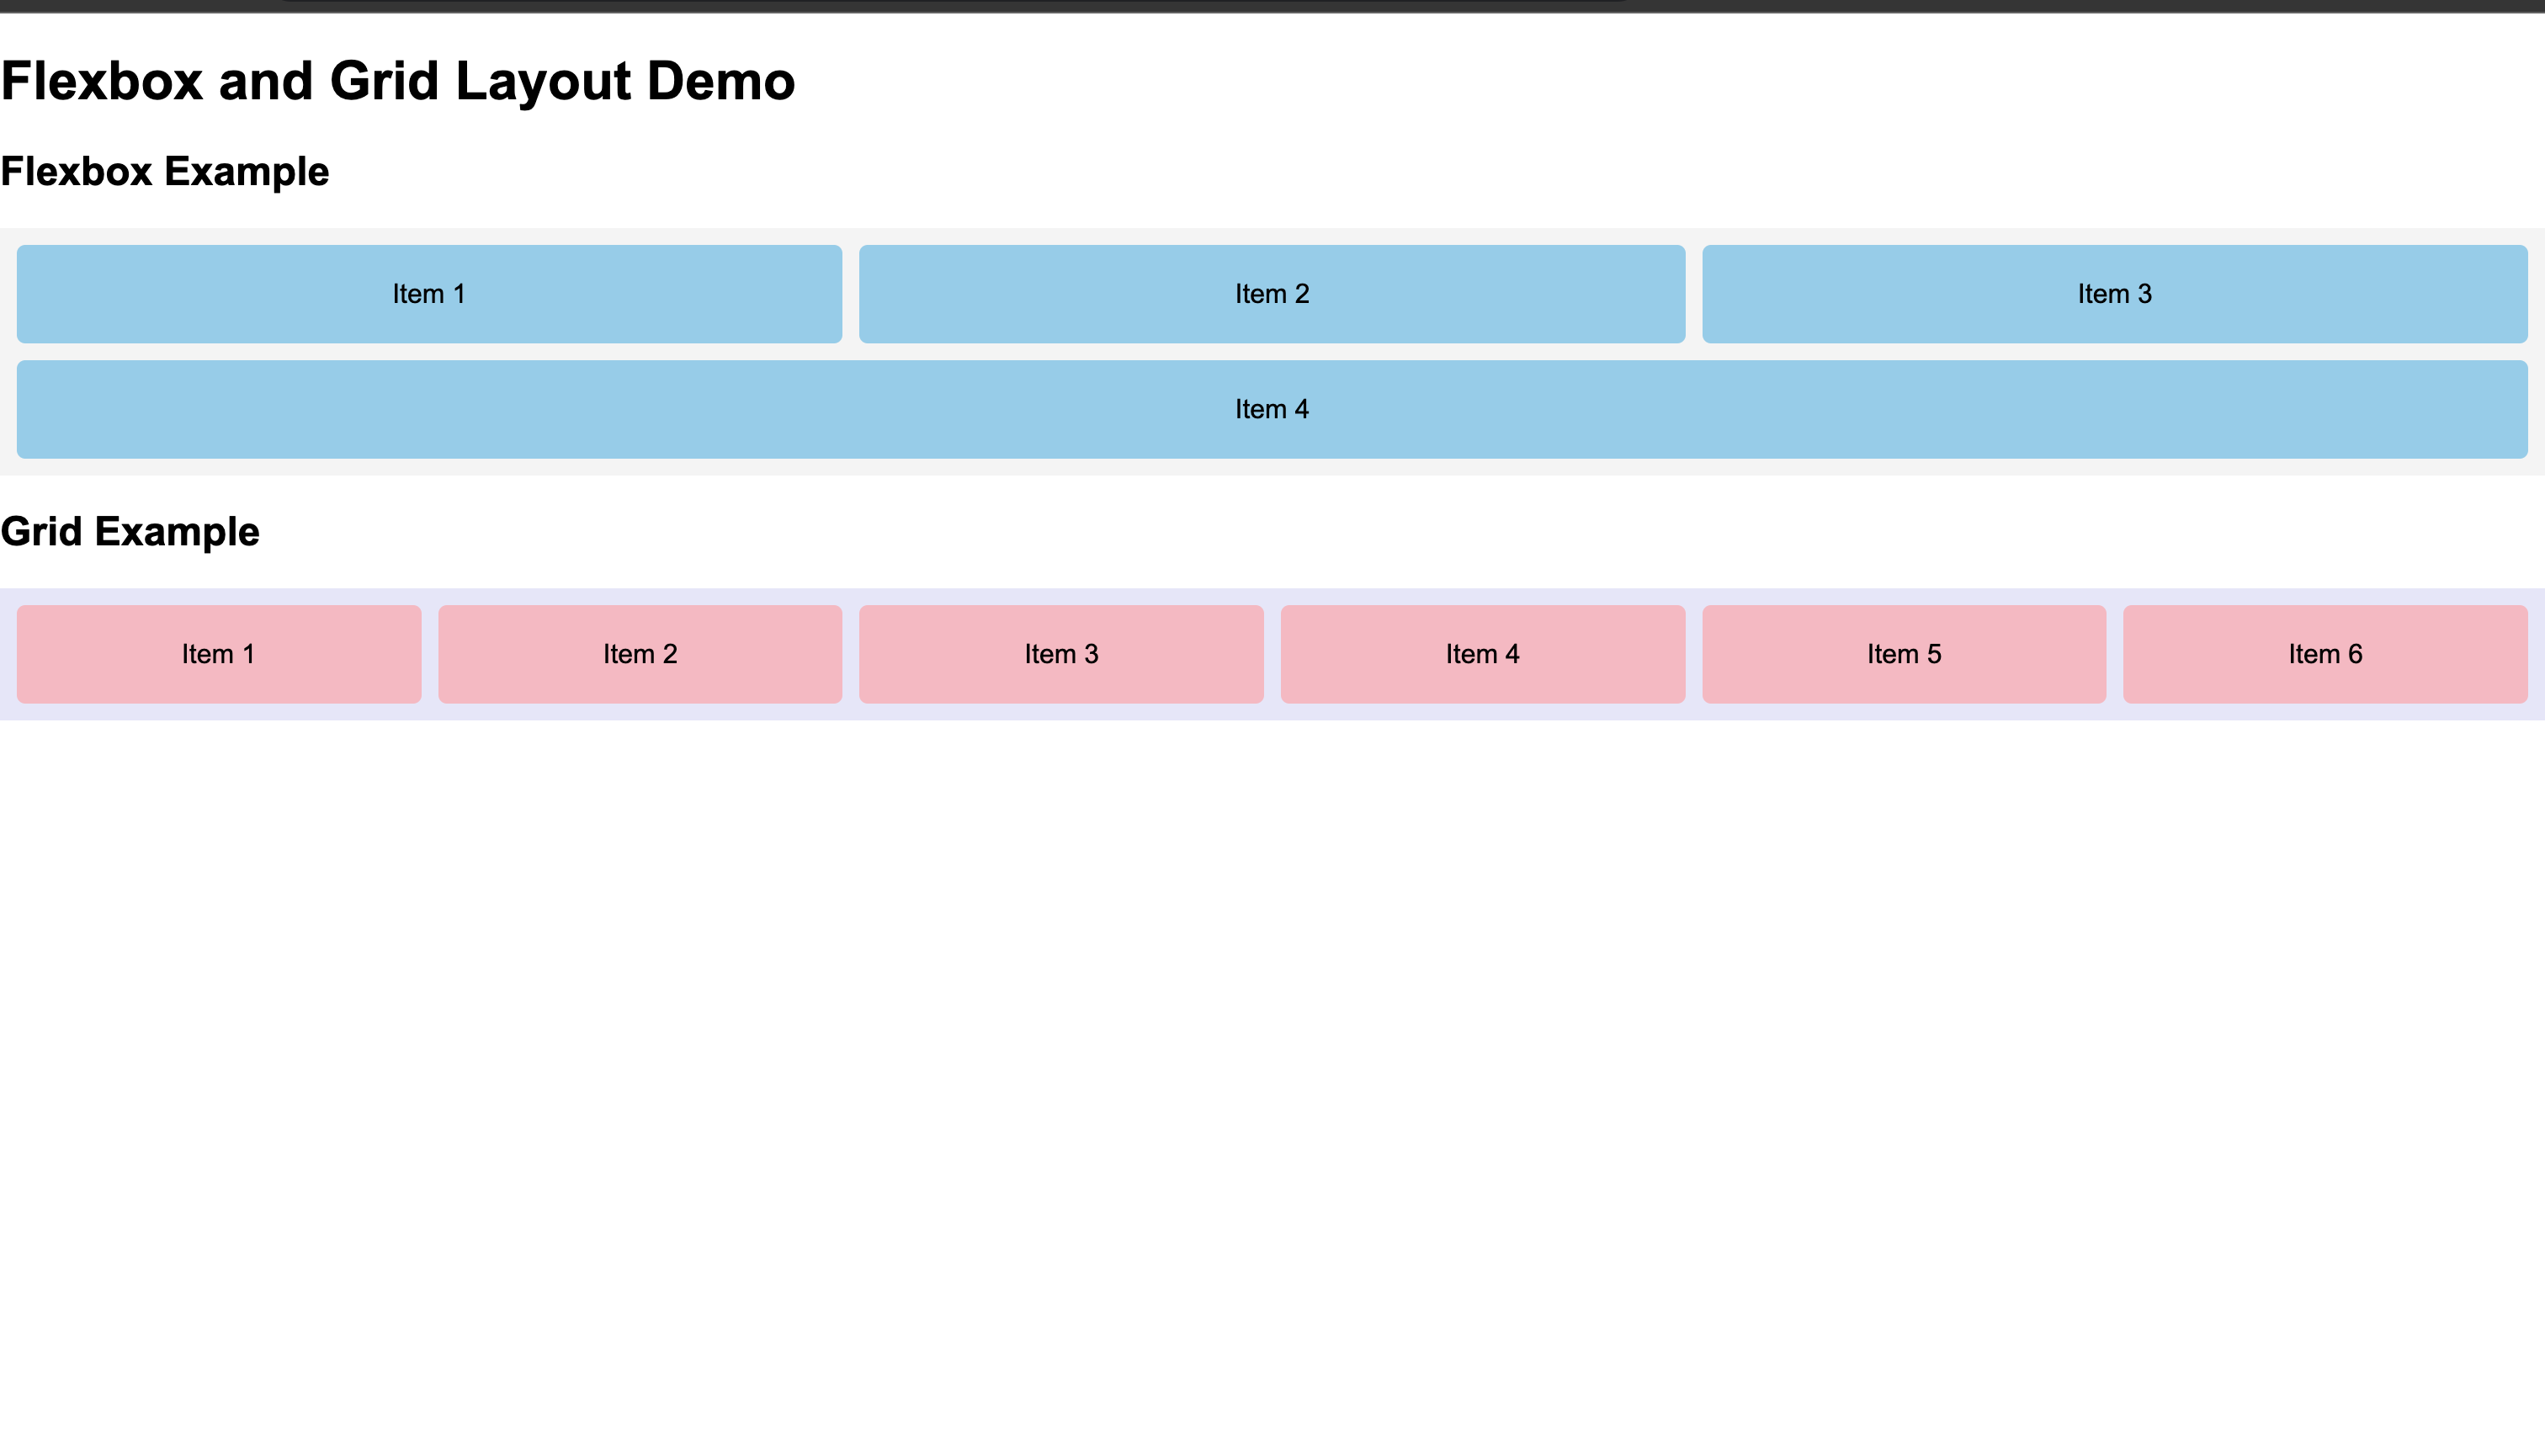 Flexbox and Grid Layout Demo
Flexbox Example
Item 1 Item 2 Item 3
Item 4
Grid Example
Item 1 Item 2 Item 3 Item 4 Item 5 Item 6